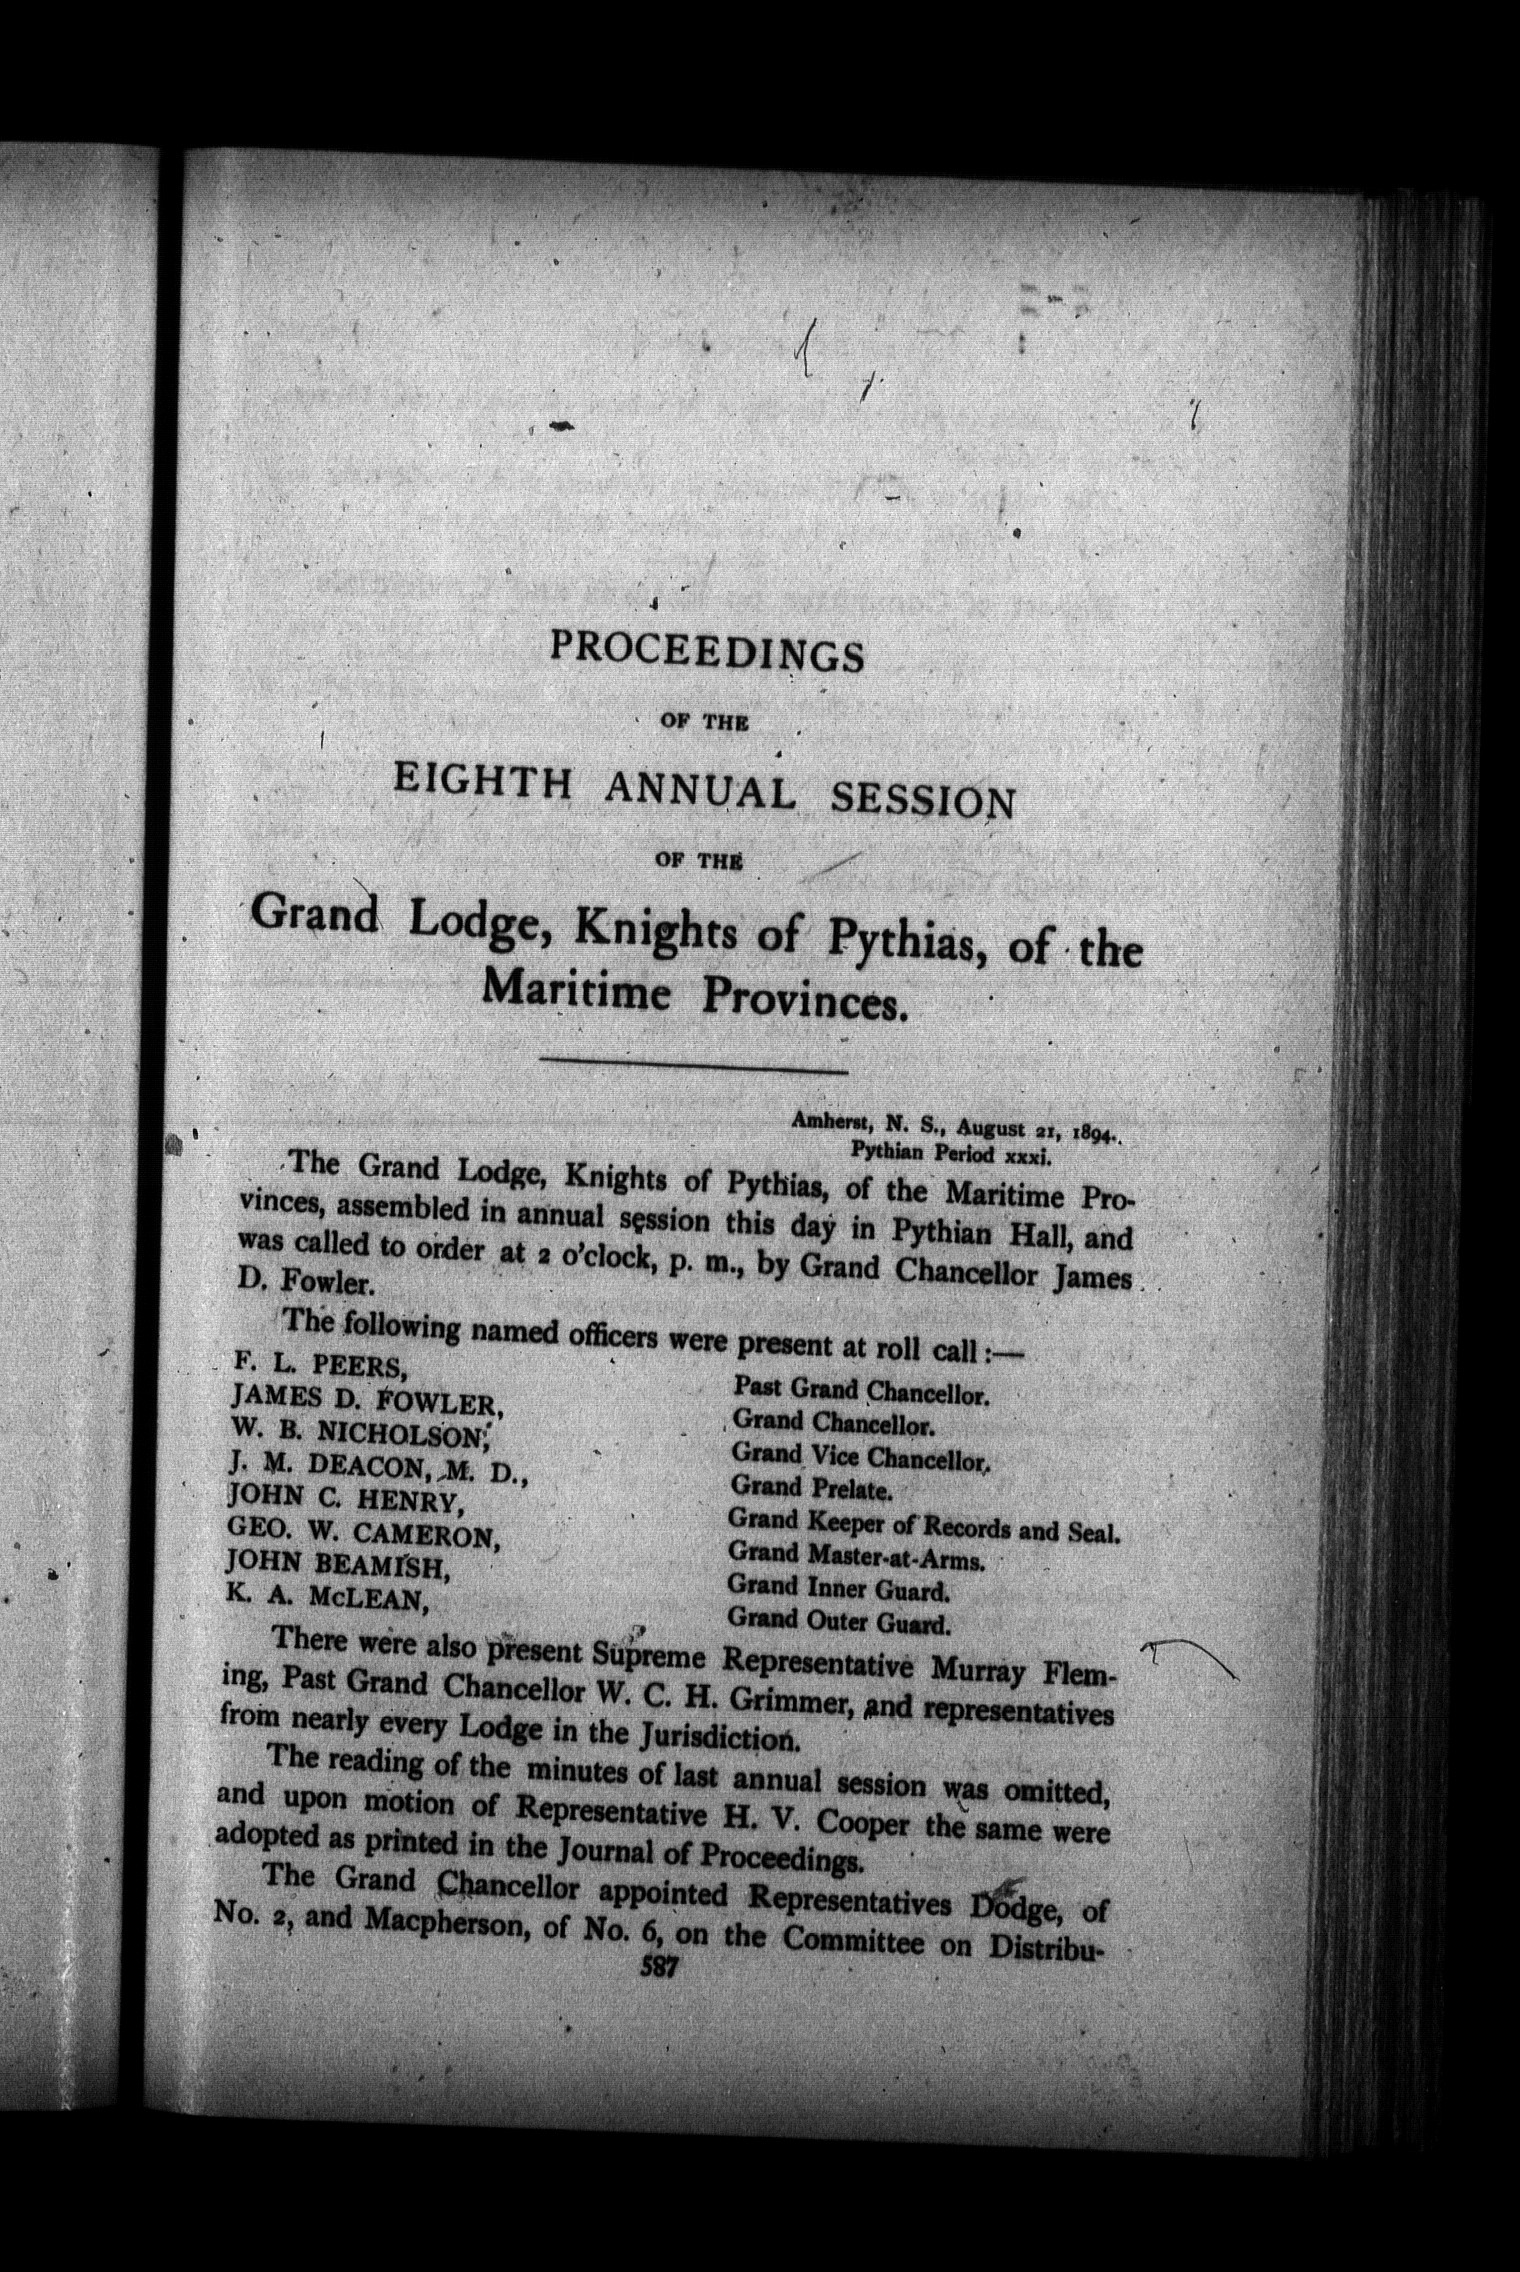 PROCEEDINGS
OF THE
EIGHTH ANNUAL SESSION
OF THE
Grand Lodge, Knights of Pythias, of the
Maritime Provinces.
Amherst, N. S., August 21, 1894.
Pythian Period xxxi.
The Grand Lodge, Knights of Pythias, of the Maritime Pro-
vinces, assembled in annual session this day in Pythian Hall, and
was called to order at 2 o'clock, p. m., by Grand Chancellor James
D. Fowler.
The following named officers were present at roll call :—
F. L. PEERS, Past Grand Chancellor.
JAMES D. FOWLER, Grand Chancellor.
W. B. NICHOLSON, Grand Vice Chancellor.
J. M. DEACON, M. D., Grand Prelate.
JOHN C. HENRY, Grand Keeper of Records and Seal.
GEO. W. CAMERON, Grand Master-at-Arms.
JOHN BEAMISH, Grand Inner Guard.
K. A. McLEAN, Grand Outer Guard.
There were also present Supreme Representative Murray Flem-
ing, Past Grand Chancellor W. C. H. Grimmer, and representatives
from nearly every Lodge in the Jurisdiction.
The reading of the minutes of last annual session was omitted,
and upon motion of Representative H. V. Cooper the same were
adopted as printed in the Journal of Proceedings.
The Grand Chancellor appointed Representatives Dodge, of
No. 2, and Macpherson, of No. 6, on the Committee on Distribu-
587